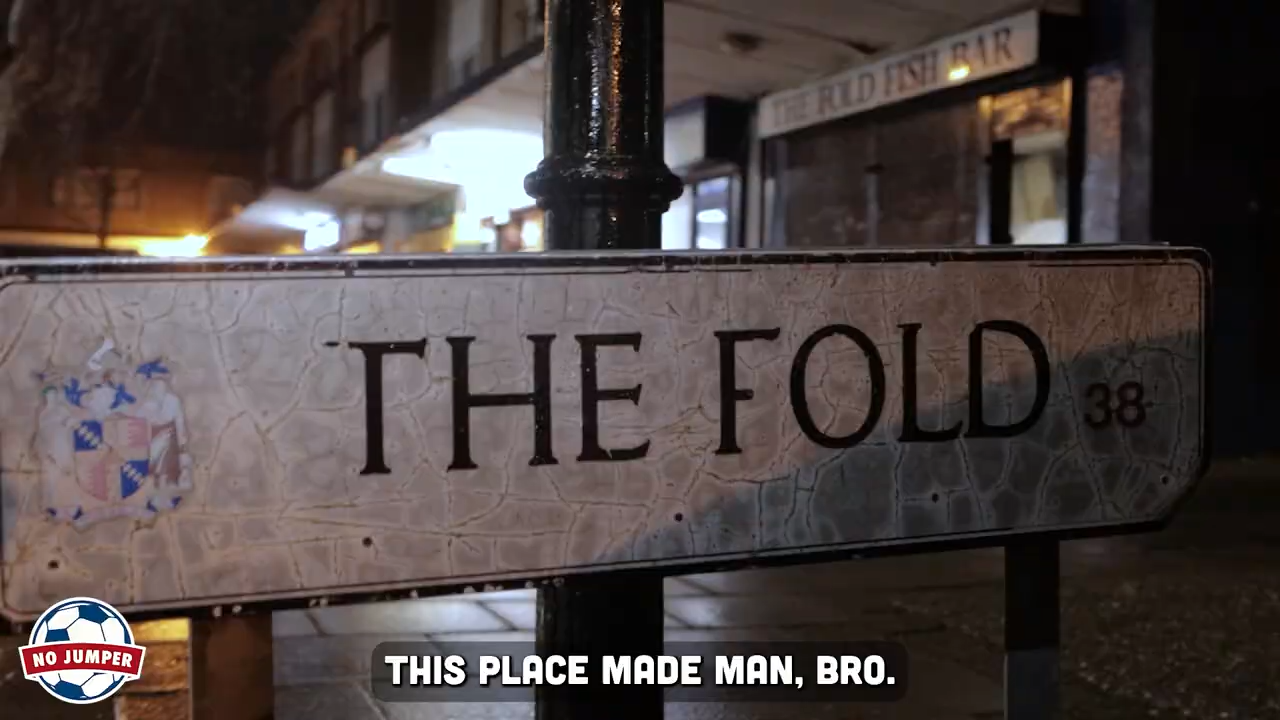 THE FOLD FISH BAR
THE FOLD 38
NO JUMPER
THIS PLACE MADE MAN, BRO.